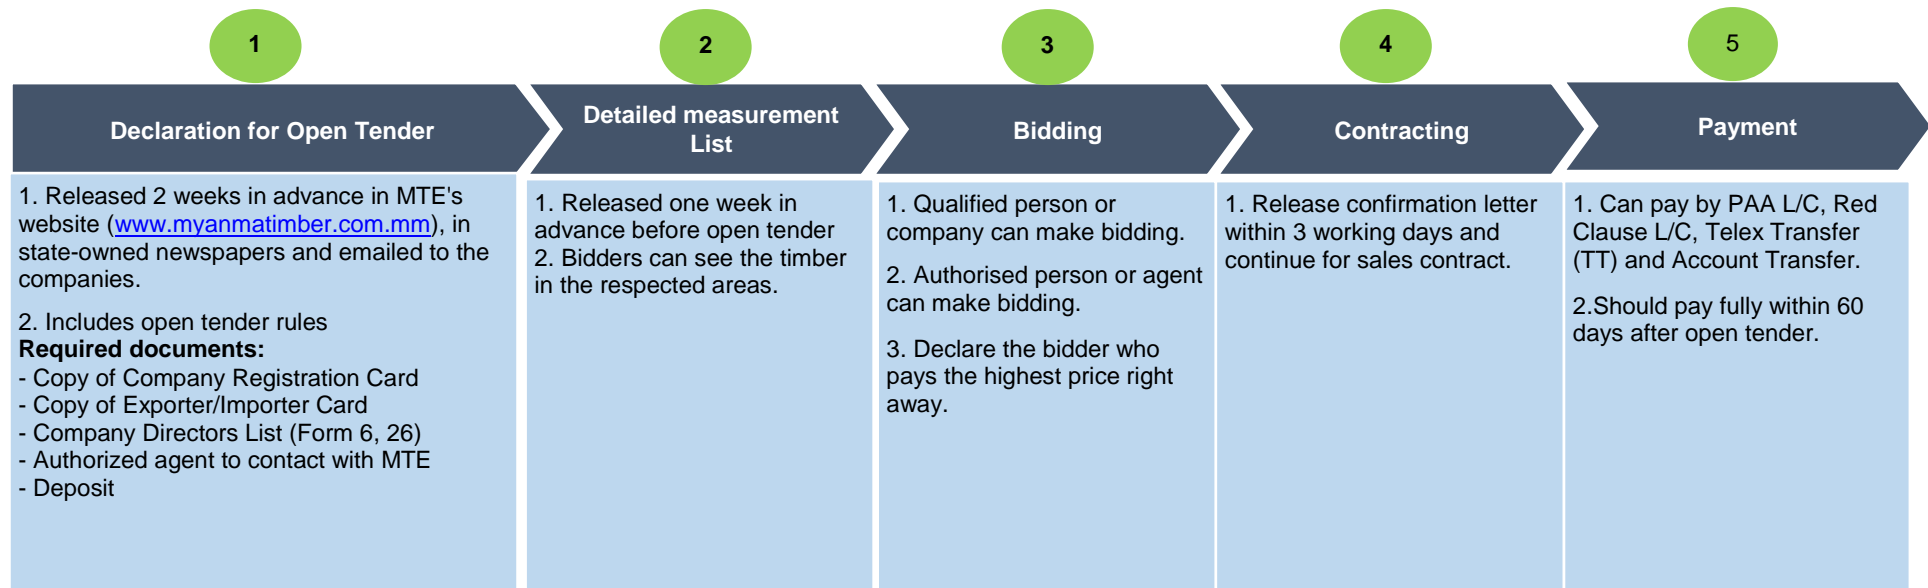 1
Declaration for Open Tender
1. Released 2 weeks in advance in MTE's
website (www.myanmatimber.com.mm), in
state-owned newspapers and emailed to the
companies.
2. Includes open tender rules
Required documents:
- Copy of Company Registration Card
- Copy of Exporter/Importer Card
- Company Directors List (Form 6, 26)
- Authorized agent to contact with MTE
- Deposit
2
Detailed measurement
List
1. Released one week in
advance before open tender
2. Bidders can see the timber
in the respected areas.
3
Bidding
1. Qualified person or
company can make bidding.
2. Authorised person or agent
can make bidding.
3. Declare the bidder who
pays the highest price right
away.
4
Contracting
1. Release confirmation letter
within 3 working days and
continue for sales contract.
5
Payment
1. Can pay by PAA L/C, Red
Clause L/C, Telex Transfer
(TT) and Account Transfer.
2.Should pay fully within 60
days after open tender.